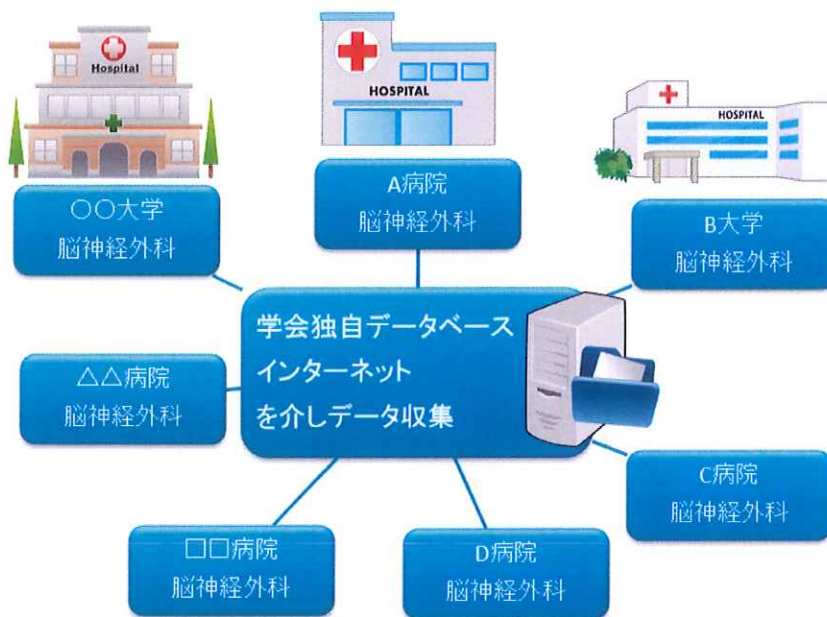 Hospital
HOSPITAL
HOSPITAL
○○大学
脳神経外科
A病院
脳神経外科
B大学
脳神経外科
学会独自データベース
インターネット
を介しデータ収集
△△病院
脳神経外科
C病院
脳神経外科
□□病院
脳神経外科
D病院
脳神経外科